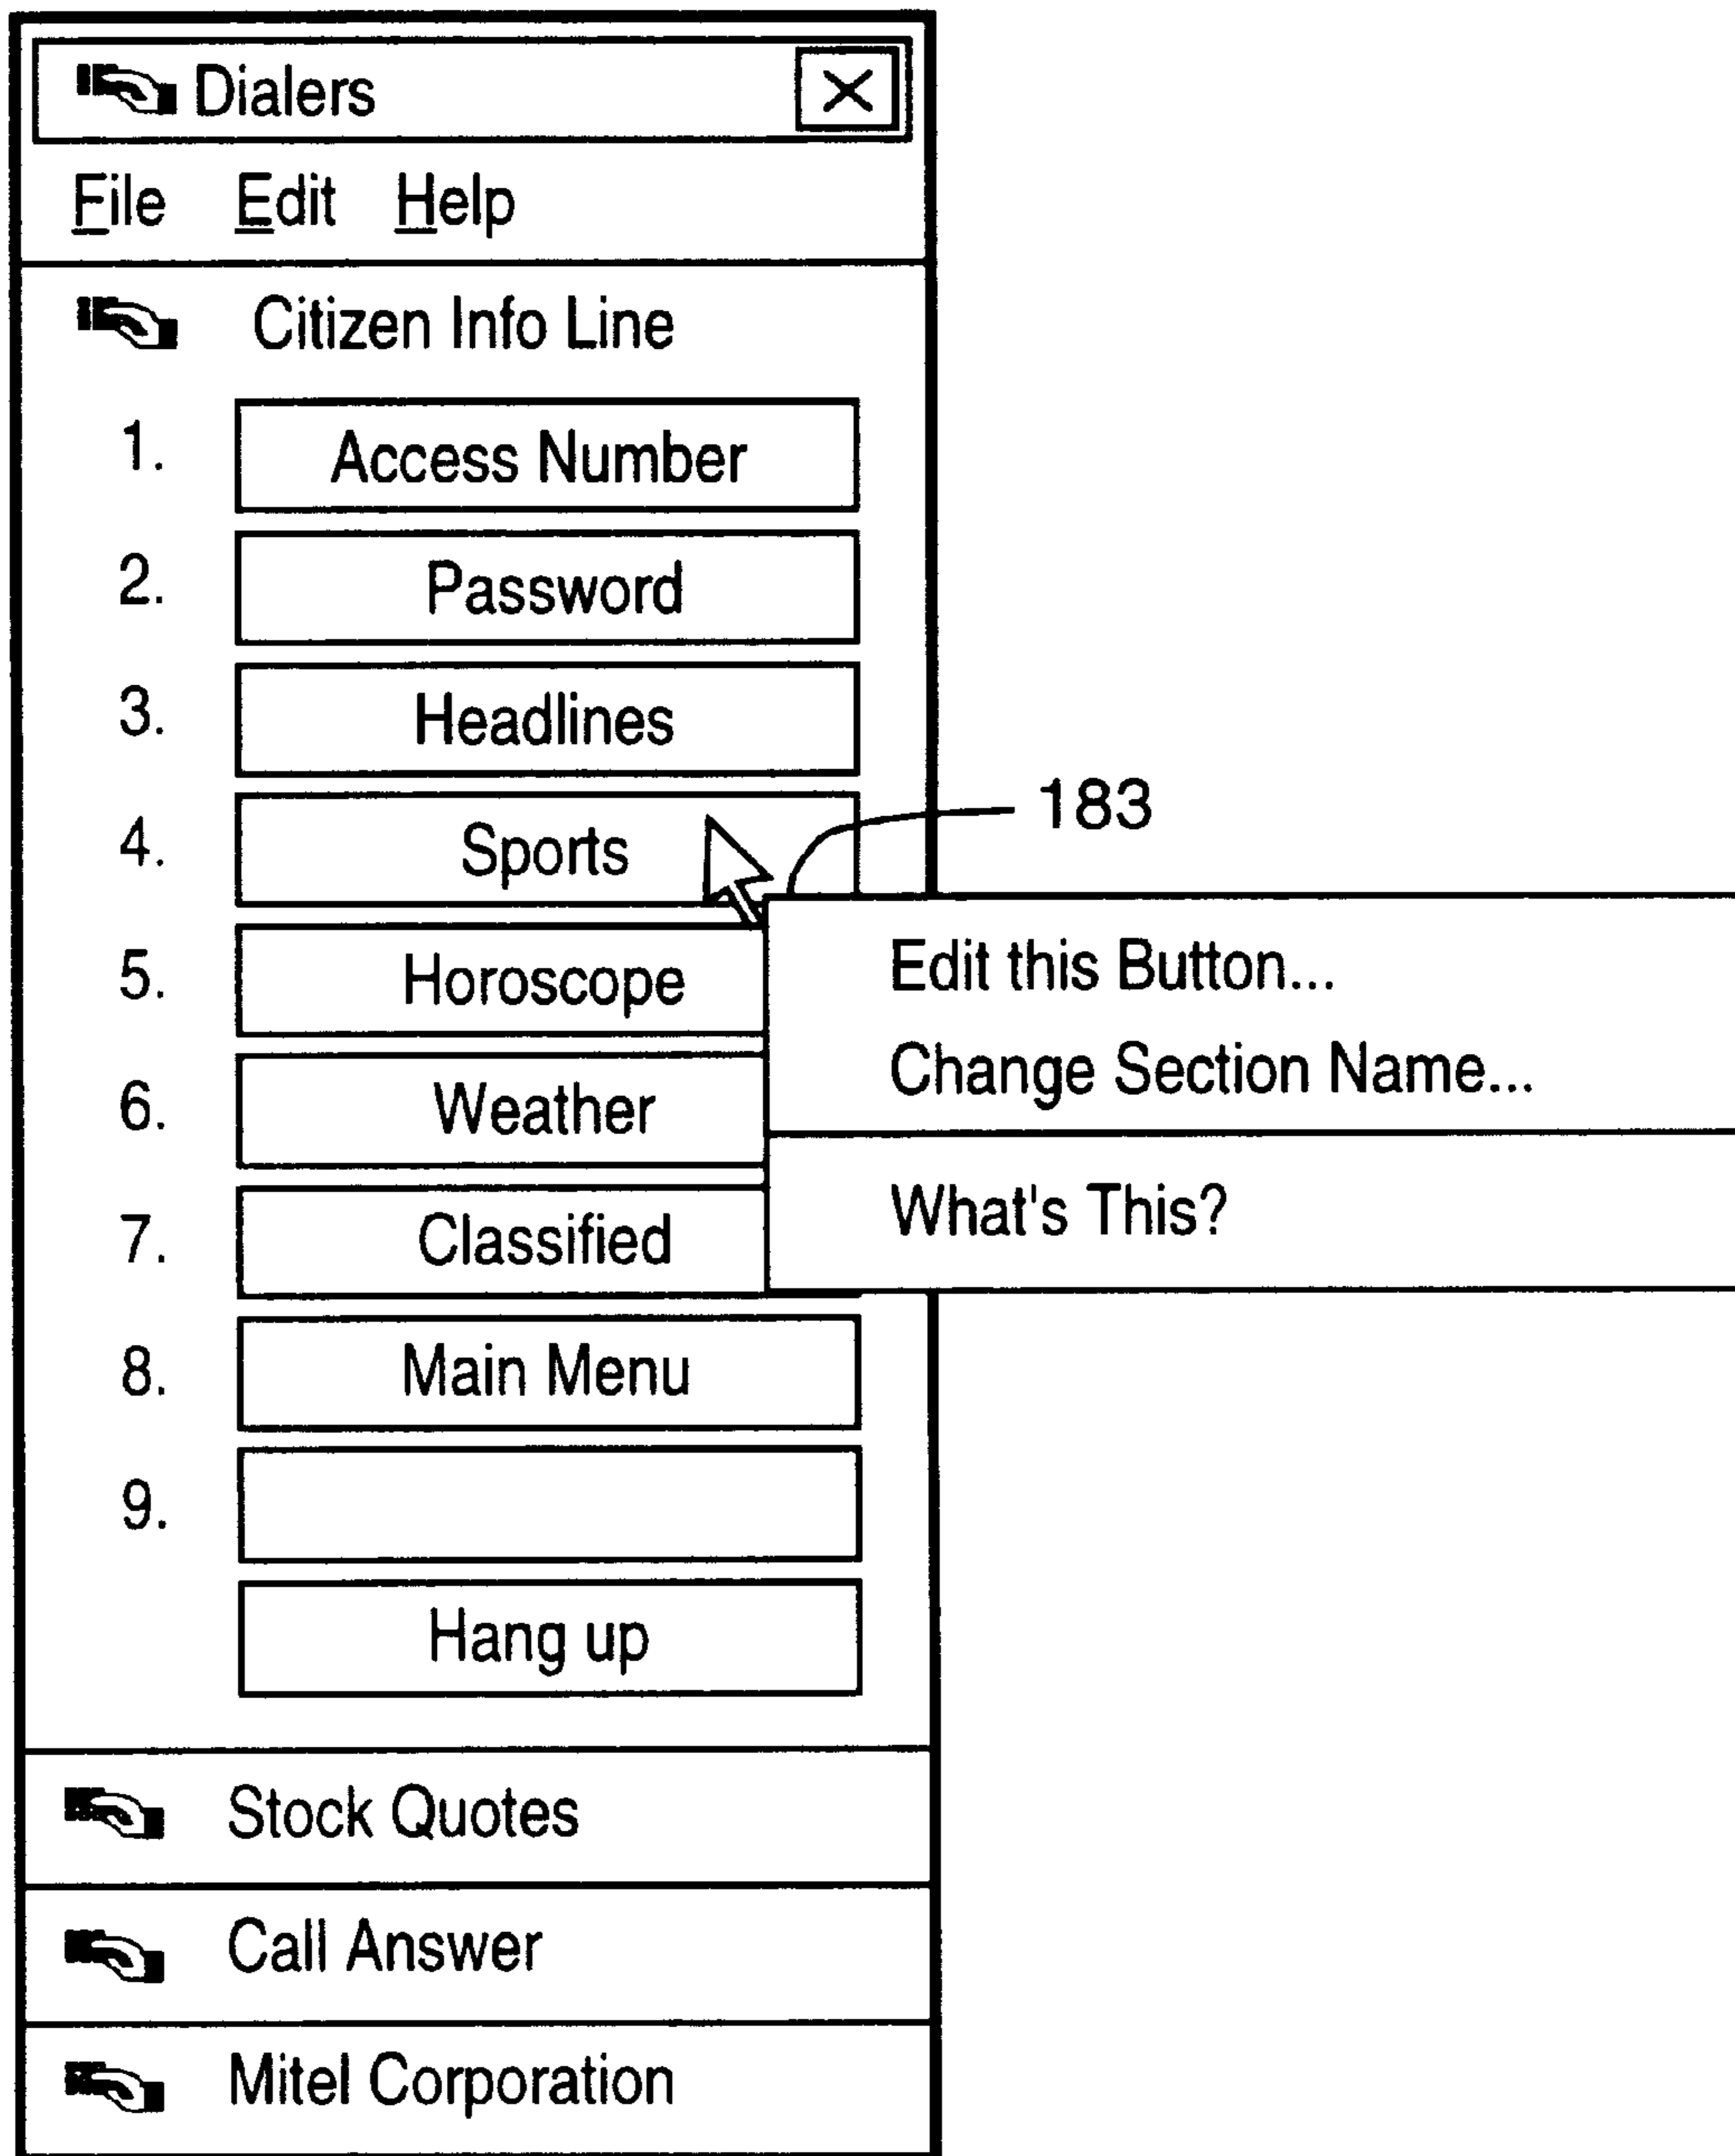 Dialers
File Edit Help
Citizen Info Line
1. Access Number
2. Password
3. Headlines
183
4. Sports
Edit this Button...
5. Horoscope
Change Section Name...
6. Weather
What's This?
7. Classified
8. Main Menu
9.
Hang up
Stock Quotes
Call Answer
Mitel Corporation